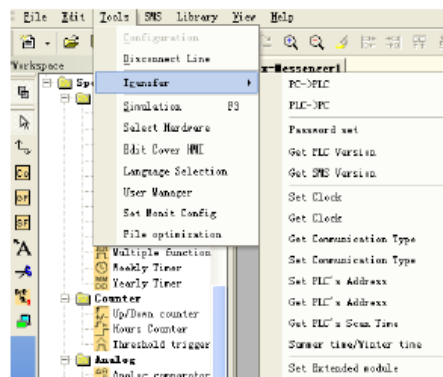 File Edit Tools SMS Library View Help
Configuration
Disconnect Line
Workspace
x-Messenger1
Transfer
PC->PLC
Simulation F3
PLC->PC
Select Hardware
Password set
Edit Cover HMI
Get PLC Version
Language Selection
Get SMS Version
User Manager
Set Clock
Set Monit Config
Get Clock
File optimization
Get Communication Type
Multiple function
Set Communication Type
Weekly Timer
Set PLC's Address
Yearly Timer
Get PLC's Address
Counter
Up/Down counter
Get PLC's Scan Time
Hours Counter
Summer time/Winter time
Threshold trigger
Analog
Set Extended module
Analog comparator